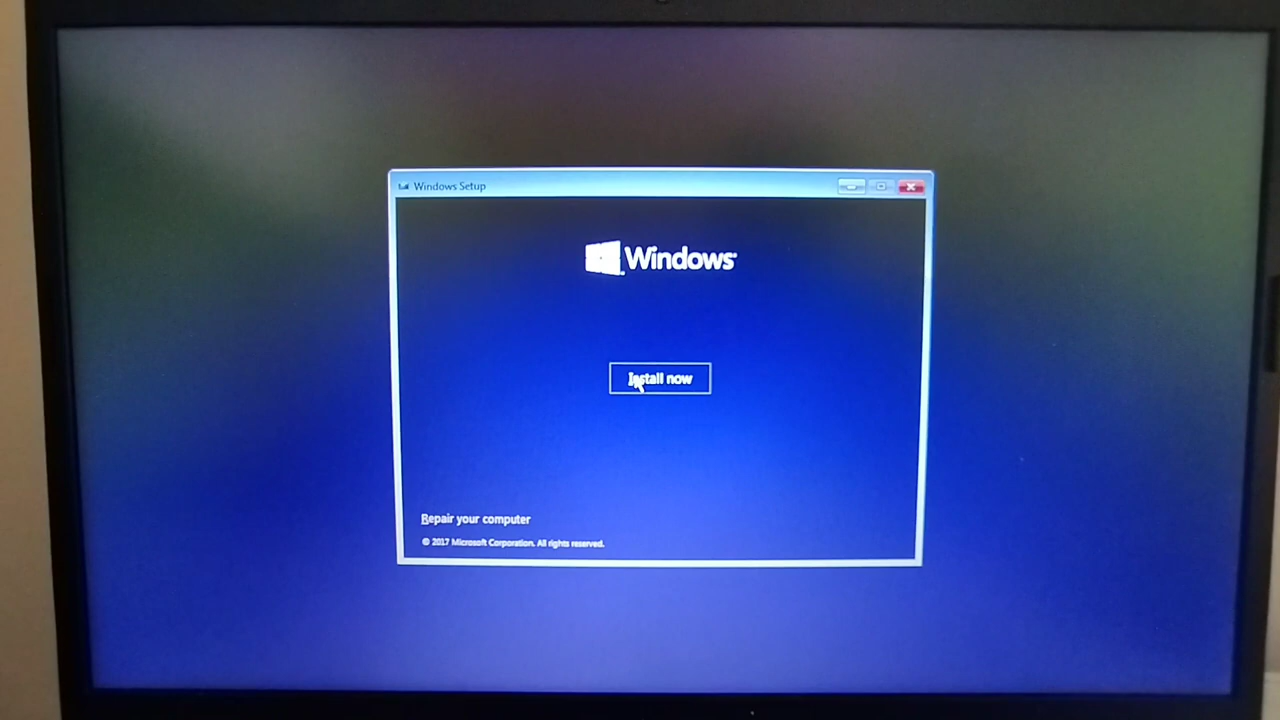 Windows Setup
Windows
Install now
Repair your computer
© 2017 Microsoft Corporation. All rights reserved.